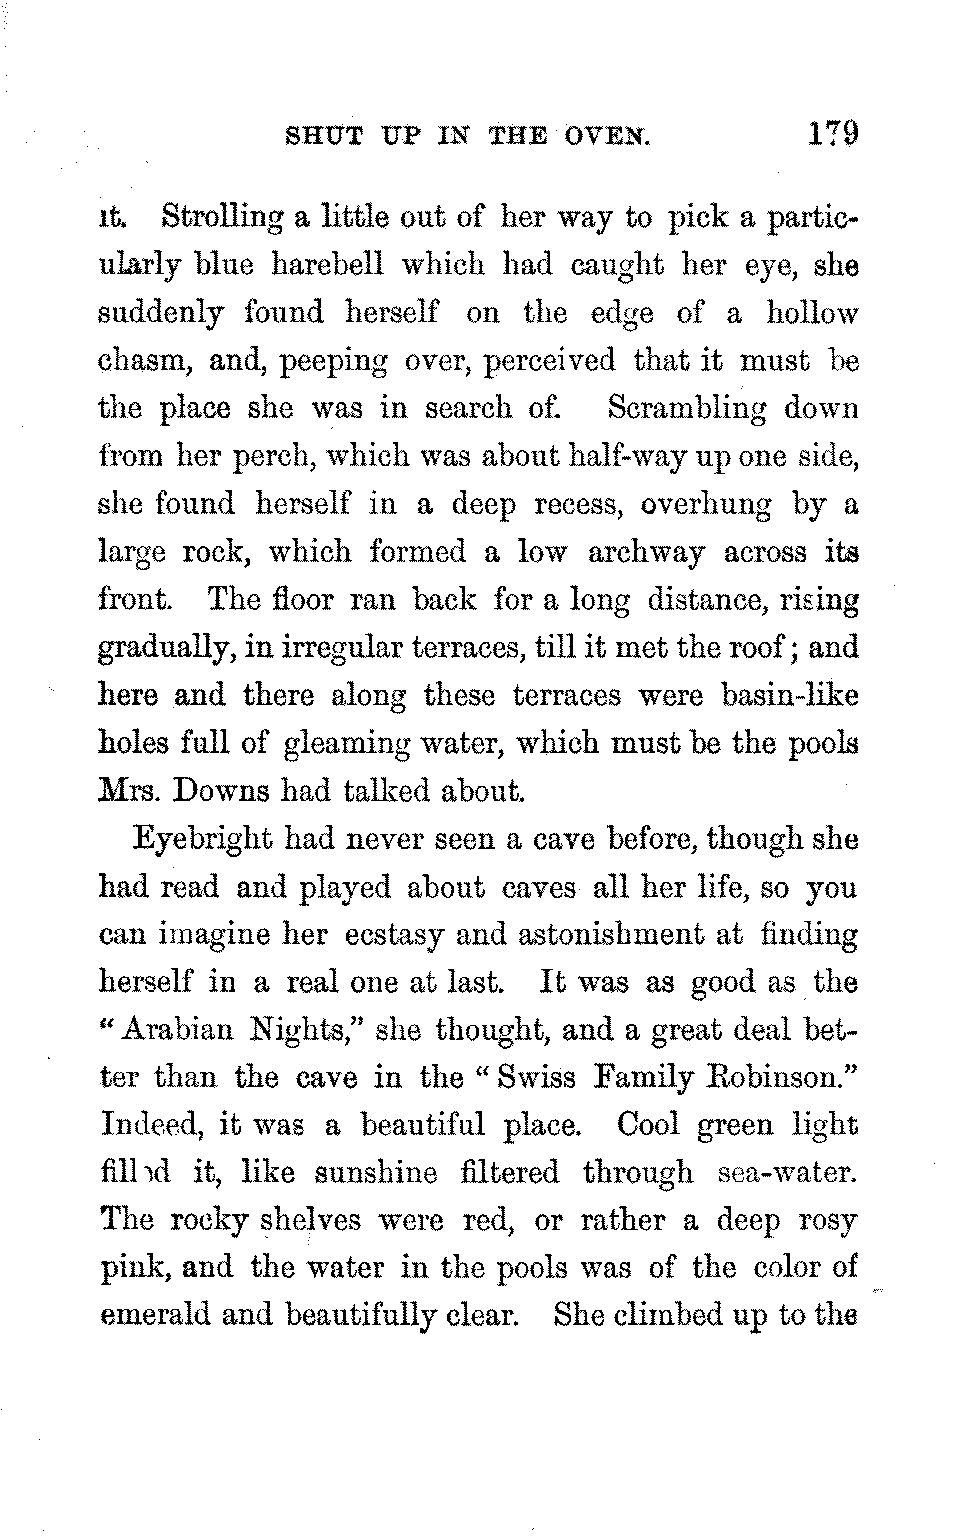 SHUT UP IN THE OVEN. 179
it. Strolling a little out of her way to pick a partic-
ularly blue harebell which had caught her eye, she
suddenly found herself on the edge of a hollow
chasm, and, peeping over, perceived that it must be
the place she was in search of. Scrambling down
from her perch, which was about half-way up one side,
she found herself in a deep recess, overhung by a
large rock, which formed a low archway across its
front. The floor ran back for a long distance, rising
gradually, in irregular terraces, till it met the roof; and
here and there along these terraces were basin-like
holes full of gleaming water, which must be the pools
Mrs. Downs had talked about.
Eyebright had never seen a cave before, though she
had read and played about caves all her life, so you
can imagine her ecstasy and astonishment at finding
herself in a real one at last. It was as good as the
“Arabian Nights,” she thought, and a great deal bet-
ter than the cave in the “Swiss Family Robinson.”
Indeed, it was a beautiful place. Cool green light
filled it, like sunshine filtered through sea-water.
The rocky shelves were red, or rather a deep rosy
pink, and the water in the pools was of the color of
emerald and beautifully clear. She climbed up to the